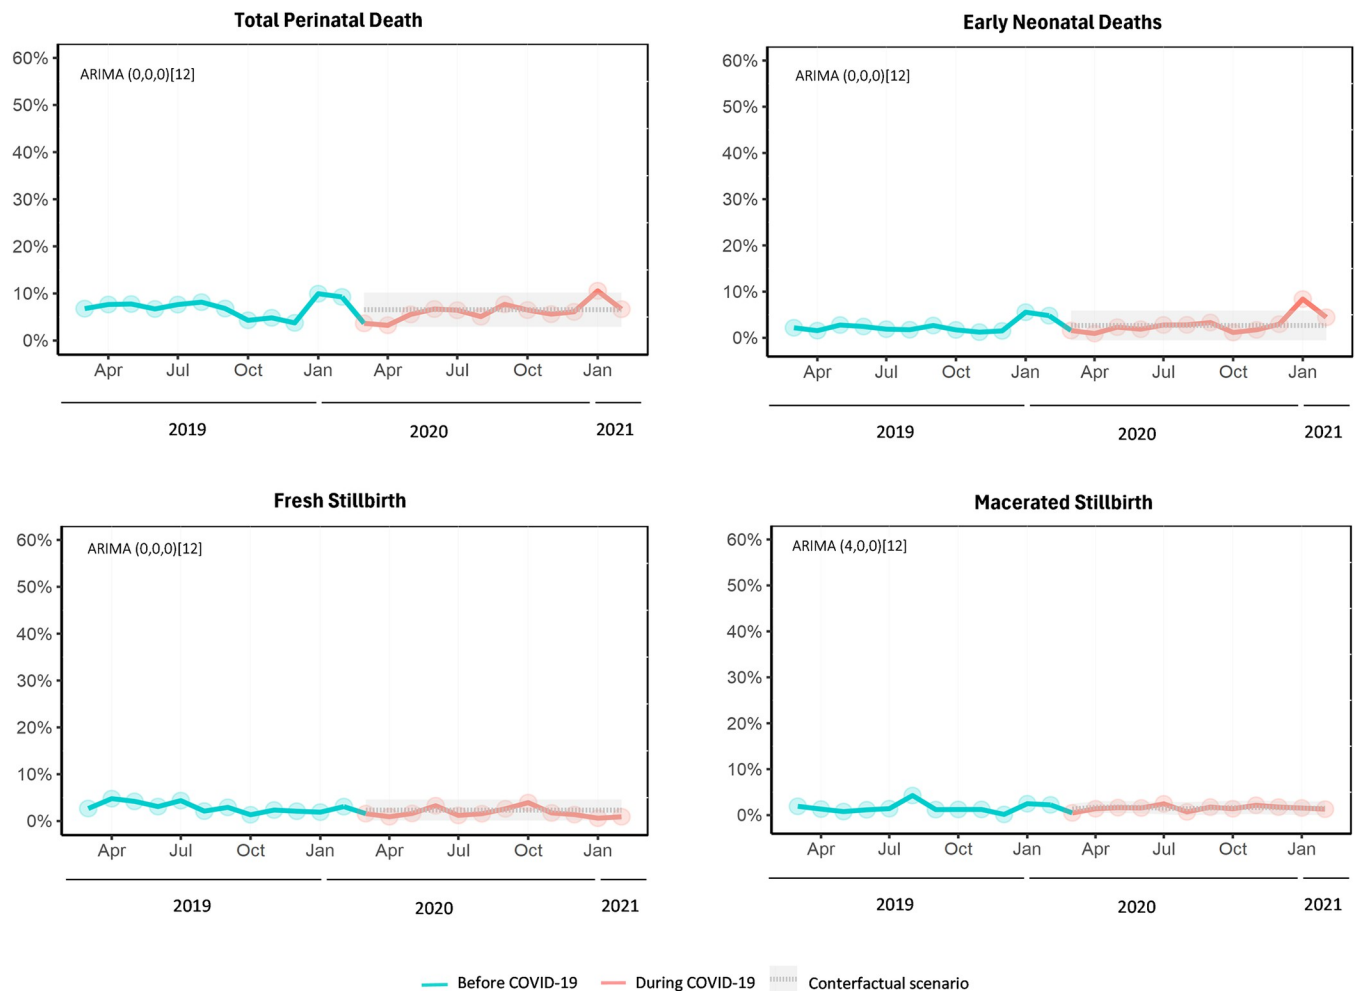 Total Perinatal Death
ARIMA (0,0,0)[12]
60%
50%
40%
30%
20%
10%
0%
Apr Jul Oct Jan Apr Jul Oct Jan
2019 2020 2021
Early Neonatal Deaths
ARIMA (0,0,0)[12]
60%
50%
40%
30%
20%
10%
0%
Apr Jul Oct Jan Apr Jul Oct Jan
2019 2020 2021
Fresh Stillbirth
ARIMA (0,0,0)[12]
60%
50%
40%
30%
20%
10%
0%
Apr Jul Oct Jan Apr Jul Oct Jan
2019 2020 2021
Macerated Stillbirth
ARIMA (4,0,0)[12]
60%
50%
40%
30%
20%
10%
0%
Apr Jul Oct Jan Apr Jul Oct Jan
2019 2020 2021
Before COVID-19 During COVID-19 Conterfactual scenario